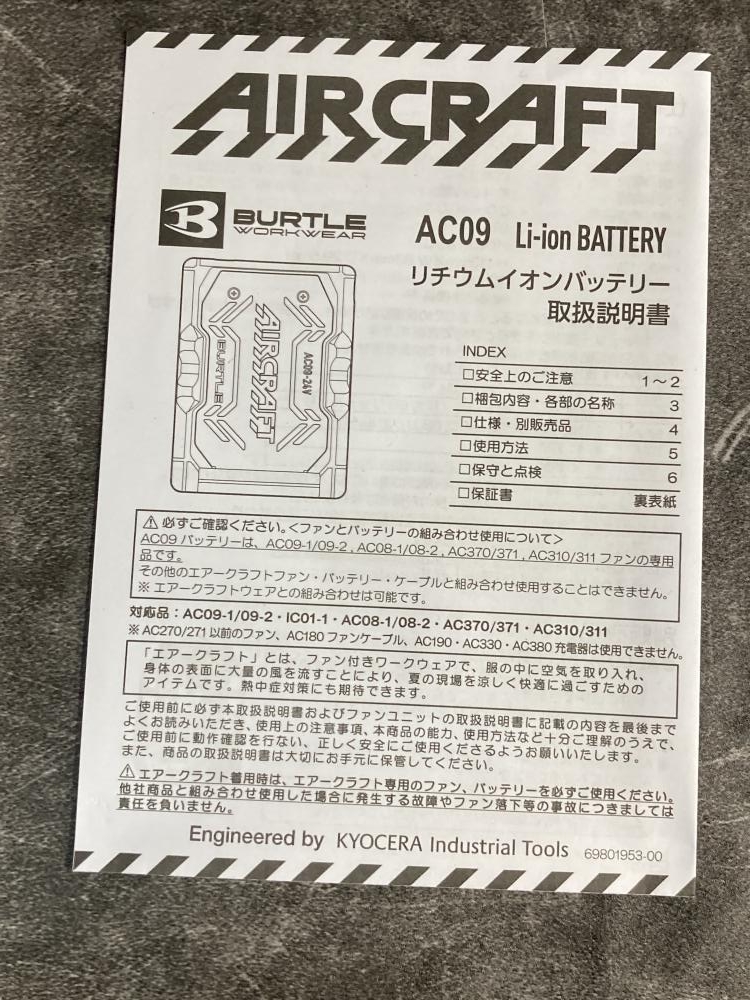 AIRCRAFT
BURTLE
WORKWEAR
AC09 Li-ion BATTERY
リチウムイオンバッテリー
取扱説明書
AIRCRAFT
BURTLE
AC09-24V
INDEX
□安全上のご注意 1～2
□梱包内容・各部の名称 3
□仕様・別販売品 4
□使用方法 5
□保守と点検 6
□保証書 裏表紙
⚠ 必ずご確認ください。<ファンとバッテリーの組み合わせ使用について>
AC09 バッテリーは、AC09-1/09-2 , AC08-1/08-2 , AC370/371 , AC310/311 ファンの専用
品です。
その他のエアークラフトファン・バッテリー・ケーブルと組み合わせ使用することはできません。
※ エアークラフトウェアとの組み合わせは可能です。
対応品：AC09-1/09-2・IC01-1・AC08-1/08-2・AC370/371・AC310/311
※ AC270/271 以前のファン、AC180 ファンケーブル、AC190・AC330・AC380 充電器は使用できません。
「エアークラフト」とは、ファン付きワークウェアで、服の中に空気を取り入れ、
身体の表面に大量の風を流すことにより、夏の現場を涼しく快適に過ごすための
アイテムです。熱中症対策にも期待できます。
ご使用前に必ず本取扱説明書およびファンユニットの取扱説明書に記載の内容を最後まで
よくお読みいただき、使用上の注意事項、本商品の能力、使用方法など十分ご理解のうえで、
ご使用前に動作確認を行ない、正しく安全にご使用くださるようお願いいたします。
また、商品の取扱説明書は大切にお手元に保管してください。
⚠ エアークラフト着用時は、エアークラフト専用のファン、バッテリーを必ずご使用ください。
他社商品と組み合わせ使用した場合に発生する故障やファン落下等の事故につきましては
責任を負いません。
Engineered by KYOCERA Industrial Tools 69801953-00